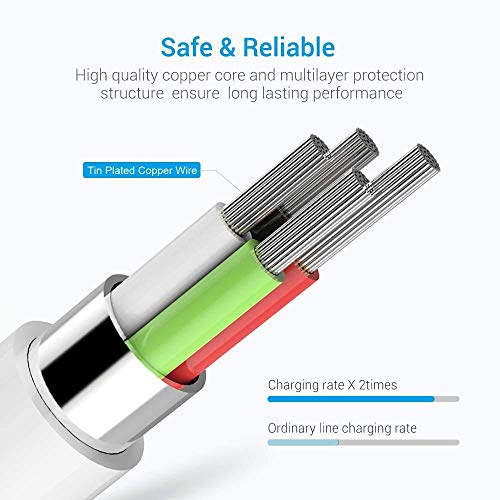 Safe & Reliable
High quality copper core and multilayer protection
structure ensure long lasting performance
Tin Plated Copper Wire
Charging rate X 2times
Ordinary line charging rate